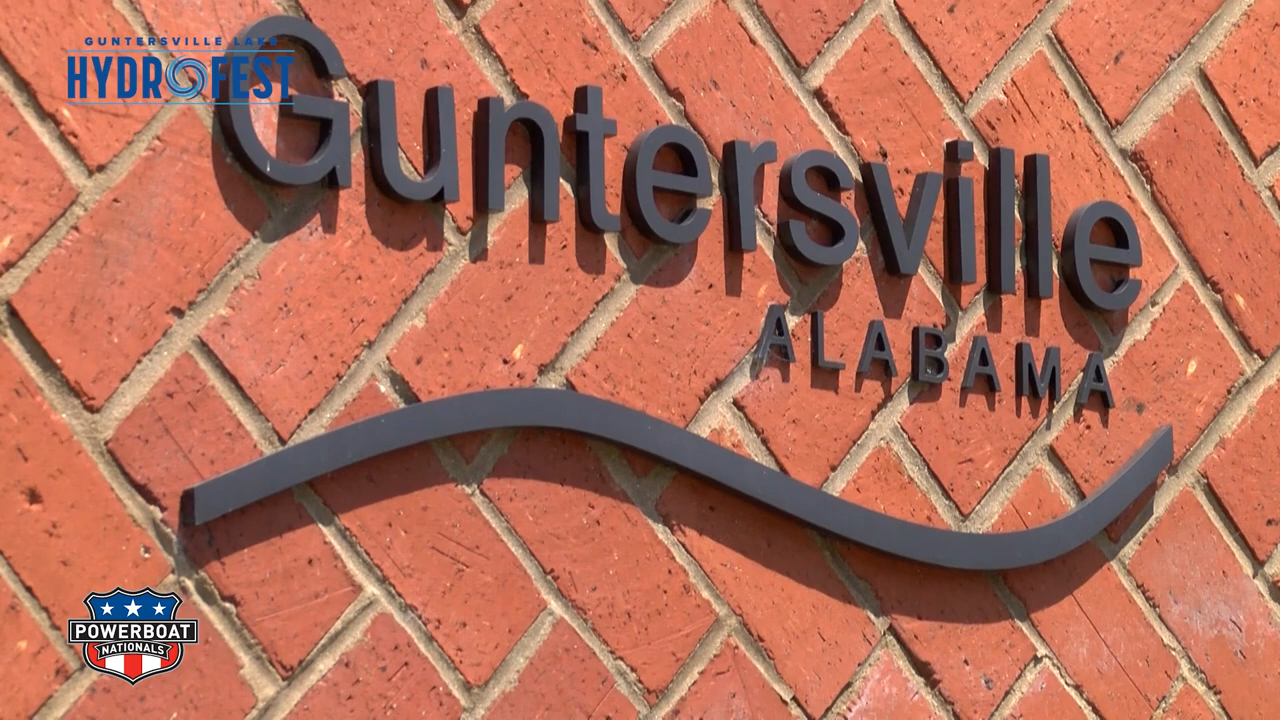 GUNTERSVILLE LAKE
HYDROFEST
Guntersville
ALABAMA
POWERBOAT
NATIONALS